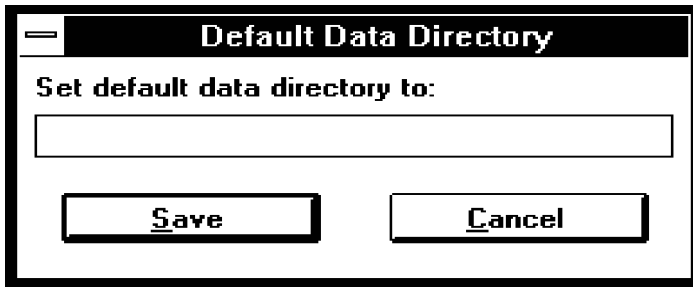 Default Data Directory
Set default data directory to:
Save Cancel